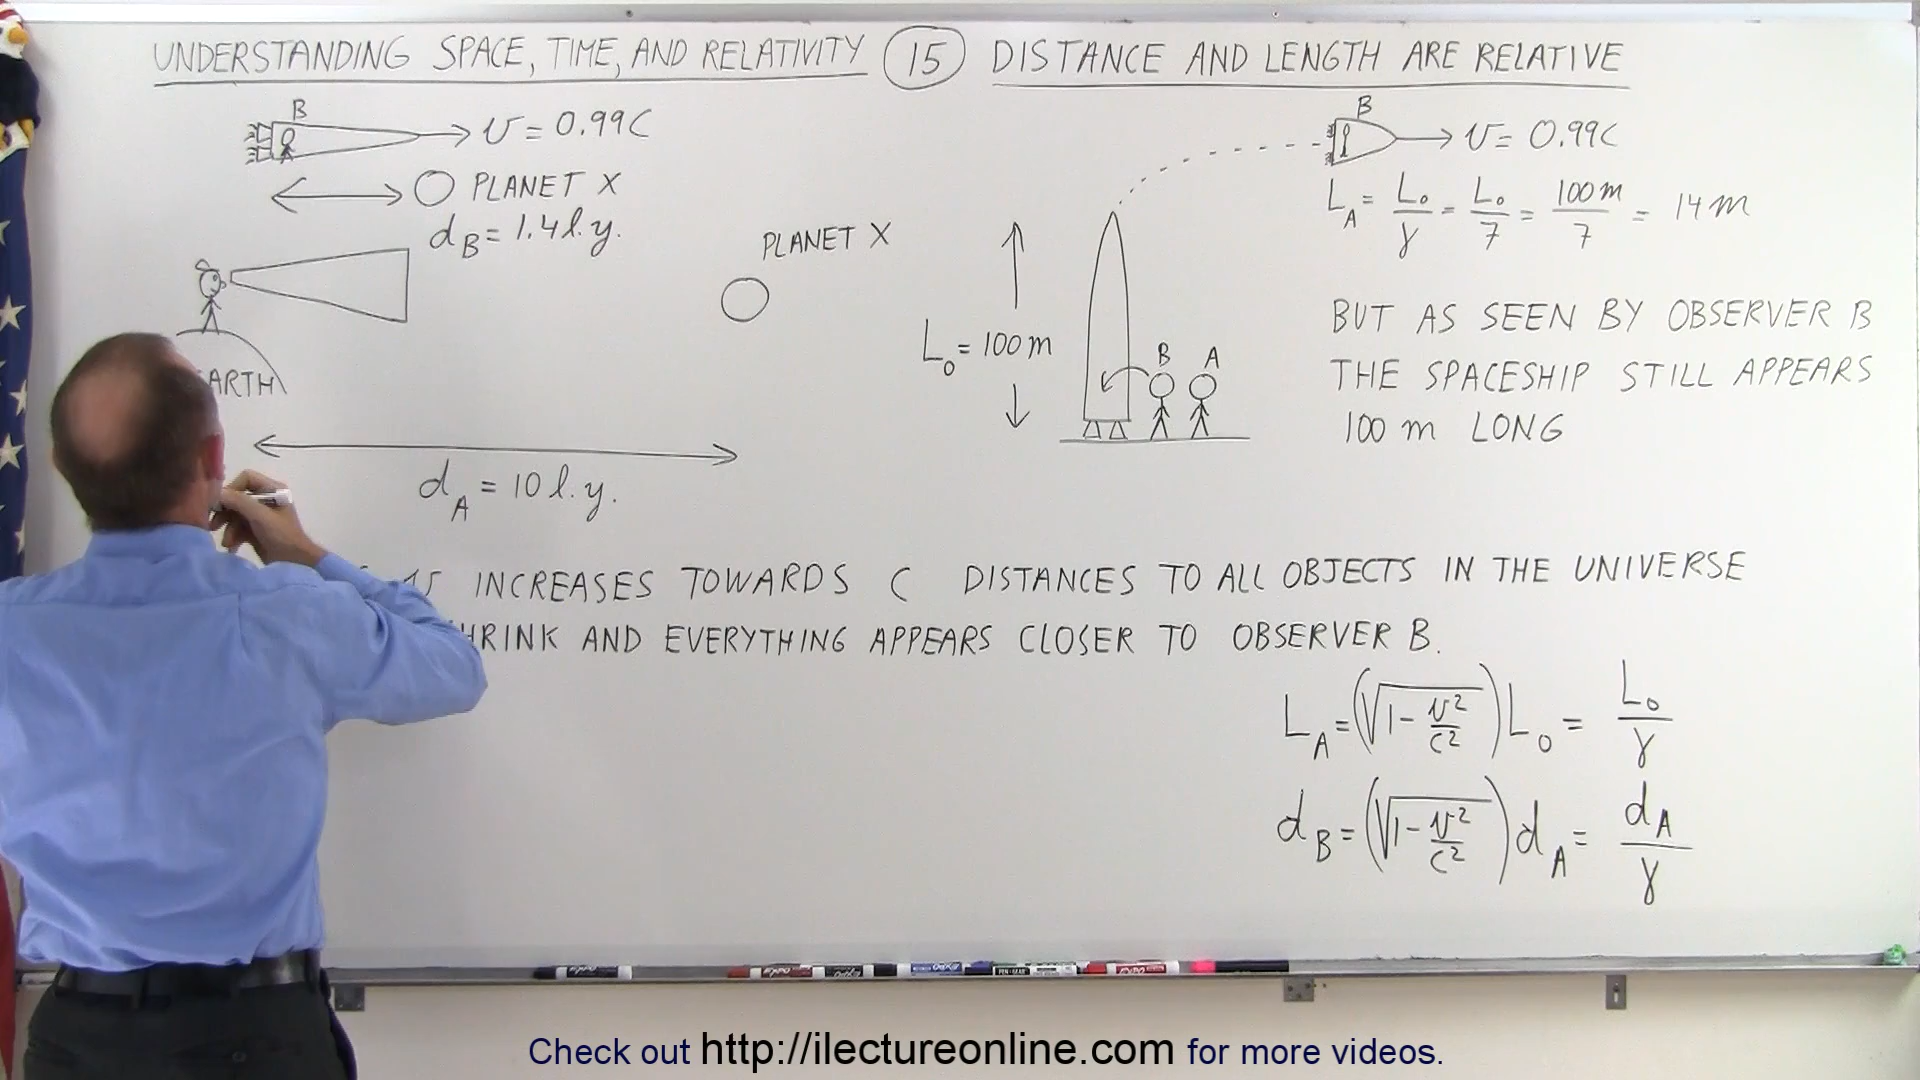 UNDERSTANDING SPACE, TIME, AND RELATIVITY 15 DISTANCE AND LENGTH ARE RELATIVE
B
v = 0.99C
PLANET X
d_B = 1.4 l.y.
PLANET X
ARTH
d_A = 10 l.y.
L_0 = 100 m
B A
B
v = 0.99C
L_A = L_0/γ = L_0/7 = 100 m/7 = 14 m
BUT AS SEEN BY OBSERVER B
THE SPACESHIP STILL APPEARS
100 m LONG
v INCREASES TOWARDS C DISTANCES TO ALL OBJECTS IN THE UNIVERSE
HRINK AND EVERYTHING APPEARS CLOSER TO OBSERVER B.
L_A = (√(1 - v²/c²)) L_0 = L_0/γ
d_B = (√(1 - v²/c²)) d_A = d_A/γ
Check out http://ilectureonline.com for more videos.